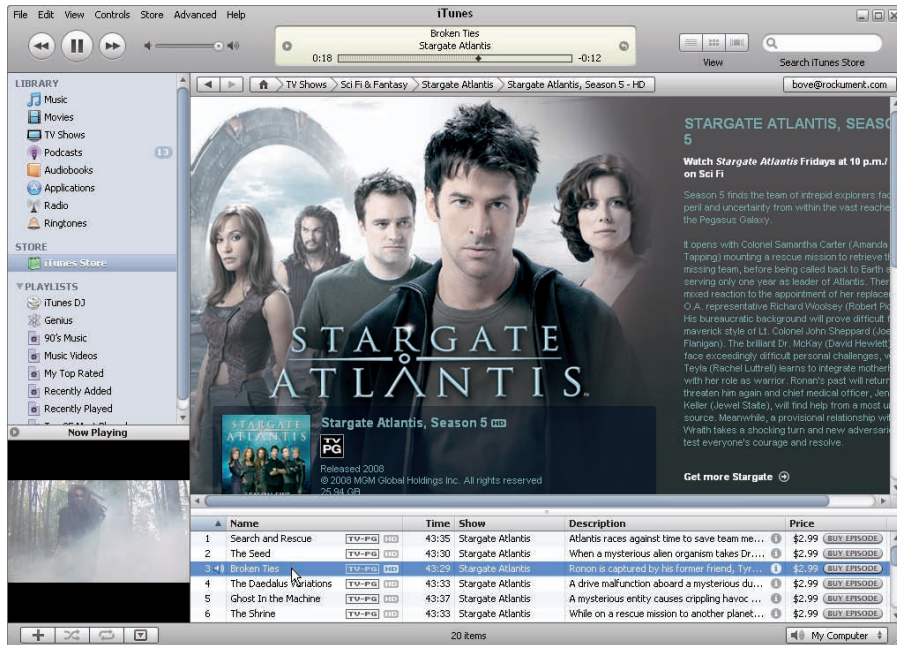 iTunes
File Edit View Controls Store Advanced Help
Broken Ties
Stargate Atlantis
0:18 -0:12
View
Search iTunes Store
LIBRARY
Music
Movies
TV Shows
Podcasts 13
Audiobooks
Applications
Radio
Ringtones
STORE
iTunes Store
PLAYLISTS
iTunes DJ
Genius
90's Music
Music Videos
My Top Rated
Recently Added
Recently Played
Now Playing
TV Shows Sci Fi & Fantasy Stargate Atlantis Stargate Atlantis, Season 5 - HD
bove@rockument.com
STARGATE
ATLANTIS
STARGATE ATLANTIS, SEASO
5
Watch Stargate Atlantis Fridays at 10 p.m./
on Sci Fi
Season 5 finds the team of intrepid explorers fac
peril and uncertainty from within the vast reache
the Pegasus Galaxy.
It opens with Colonel Samantha Carter (Amanda
Tapping) mounting a rescue mission to retrieve th
missing team, before being called back to Earth a
serving only one year as leader of Atlantis. Ther
mixed reaction to the appointment of her replacer
O.A. representative Richard Woolsey (Robert Pic
His bureaucratic background will prove difficult f
maverick style of Lt. Colonel John Sheppard (Joe
Flanigan). The brilliant Dr. McKay (David Hewlett)
face exceedingly difficult personal challenges, w
Teyla (Rachel Luttrell) learns to integrate motherh
with her role as warrior. Ronan's past will return
threaten him again and chief medical officer, Jen
Keller (Jewel Staite), will find help from a most u
source. Meanwhile, a provisional relationship wit
Wraith takes a shocking turn and new adversarie
test everyone's courage and resolve.
Get more Stargate
STARGATE
ATLANTIS
Stargate Atlantis, Season 5 HD
TV
PG
Released 2008
© 2008 MGM Global Holdings Inc. All rights reserved
25.94 GB
Name Time Show Description Price
1 Search and Rescue TV-PG HD 43:35 Stargate Atlantis Atlantis races against time to save team me... $2.99 BUY EPISODE
2 The Seed TV-PG HD 43:30 Stargate Atlantis When a mysterious alien organism takes Dr.... $2.99 BUY EPISODE
3 Broken Ties TV-PG HD 43:29 Stargate Atlantis Ronon is captured by his former friend, Tyr... $2.99 BUY EPISODE
4 The Daedalus Variations TV-PG HD 43:33 Stargate Atlantis A drive malfunction aboard a mysterious du... $2.99 BUY EPISODE
5 Ghost In the Machine TV-PG HD 43:37 Stargate Atlantis A mysterious entity causes crippling havoc ... $2.99 BUY EPISODE
6 The Shrine TV-PG HD 43:33 Stargate Atlantis While on a rescue mission to another planet... $2.99 BUY EPISODE
20 items
My Computer